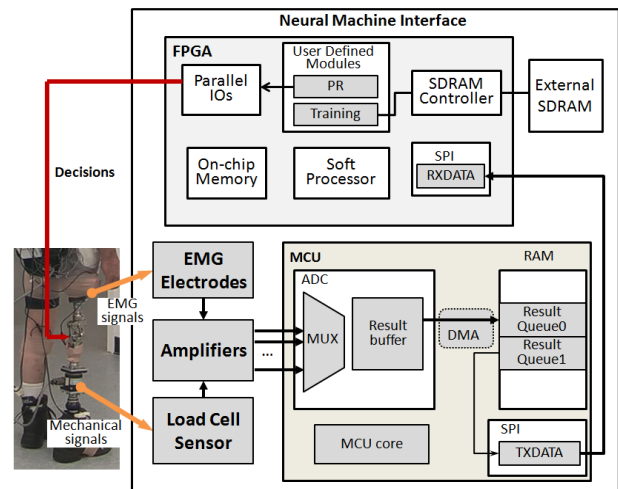 Neural Machine Interface
FPGA
User Defined
Modules
PR
Training
Parallel
IOs
SDRAM
Controller
External
SDRAM
On-chip
Memory
Soft
Processor
SPI
RXDATA
Decisions
EMG
Electrodes
EMG
signals
Amplifiers
...
Load Cell
Sensor
Mechanical
signals
MCU
ADC
MUX
Result
buffer
DMA
RAM
Result
Queue0
Result
Queue1
MCU core
SPI
TXDATA